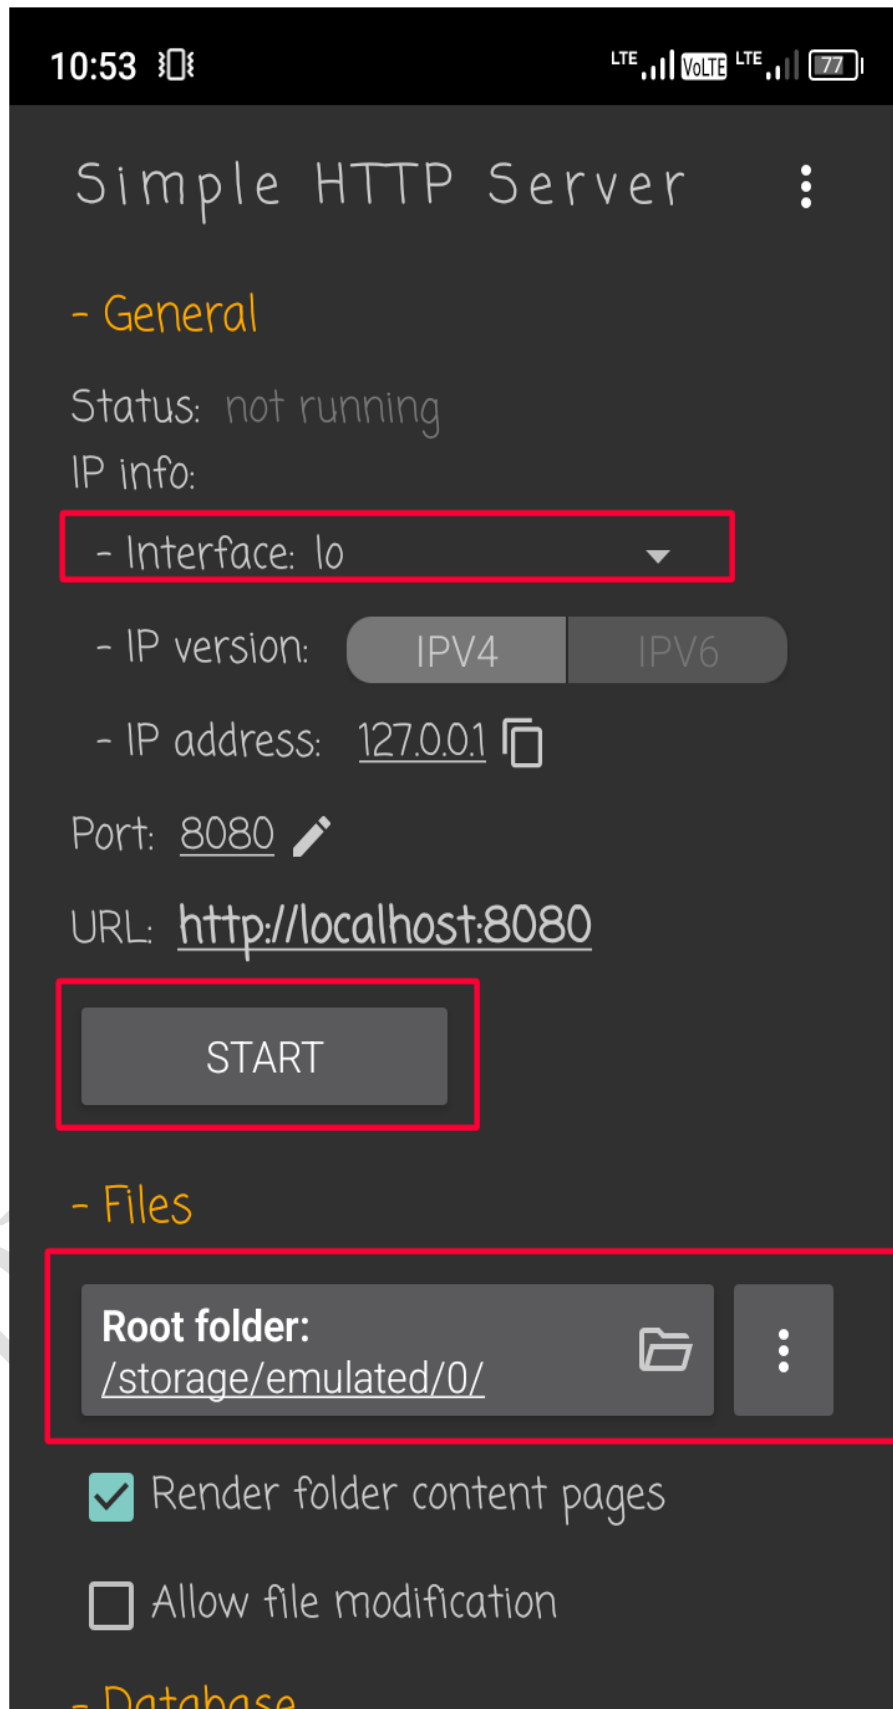 10:53 LTE VoLTE LTE 77
Simple HTTP Server
- General
Status: not running
IP info:
- Interface: lo
- IP version: IPV4 IPV6
- IP address: 127.0.0.1
Port: 8080
URL: http://localhost:8080
START
- Files
Root folder:
/storage/emulated/0/
Render folder content pages
Allow file modification
- Database